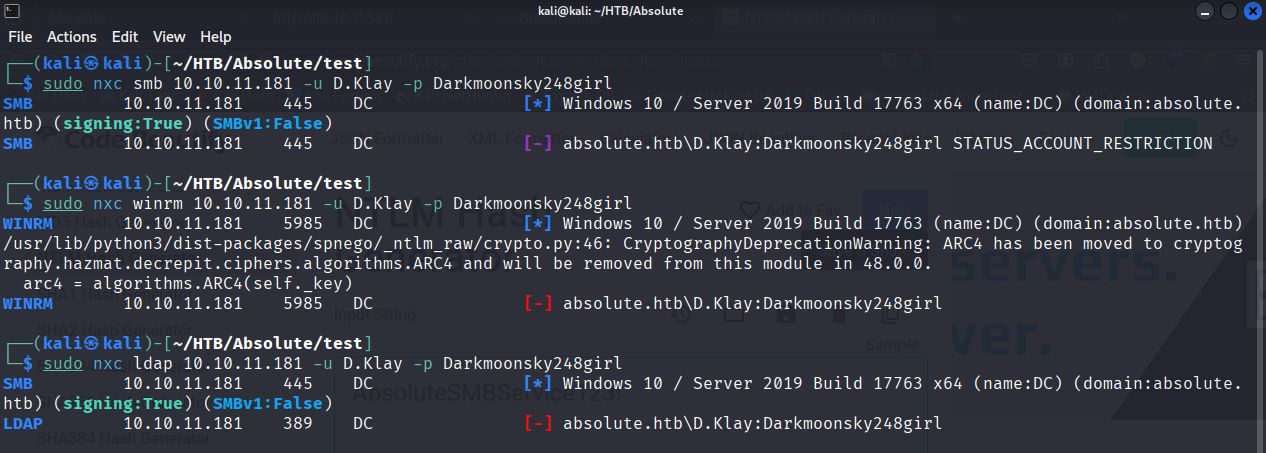 kali@kali: ~/HTB/Absolute
File Actions Edit View Help
┌──(kali㉿kali)-[~/HTB/Absolute/test]
└─$ sudo nxc smb 10.10.11.181 -u D.Klay -p Darkmoonsky248girl
SMB 10.10.11.181 445 DC [*] Windows 10 / Server 2019 Build 17763 x64 (name:DC) (domain:absolute.
htb) (signing:True) (SMBv1:False)
SMB 10.10.11.181 445 DC [-] absolute.htb\D.Klay:Darkmoonsky248girl STATUS_ACCOUNT_RESTRICTION
┌──(kali㉿kali)-[~/HTB/Absolute/test]
└─$ sudo nxc winrm 10.10.11.181 -u D.Klay -p Darkmoonsky248girl
WINRM 10.10.11.181 5985 DC [*] Windows 10 / Server 2019 Build 17763 (name:DC) (domain:absolute.htb)
/usr/lib/python3/dist-packages/spnego/_ntlm_raw/crypto.py:46: CryptographyDeprecationWarning: ARC4 has been moved to cryptog
raphy.hazmat.decrepit.ciphers.algorithms.ARC4 and will be removed from this module in 48.0.0.
arc4 = algorithms.ARC4(self._key)
WINRM 10.10.11.181 5985 DC [-] absolute.htb\D.Klay:Darkmoonsky248girl
┌──(kali㉿kali)-[~/HTB/Absolute/test]
└─$ sudo nxc ldap 10.10.11.181 -u D.Klay -p Darkmoonsky248girl
SMB 10.10.11.181 445 DC [*] Windows 10 / Server 2019 Build 17763 x64 (name:DC) (domain:absolute.
htb) (signing:True) (SMBv1:False)
LDAP 10.10.11.181 389 DC [-] absolute.htb\D.Klay:Darkmoonsky248girl
Input String
Sample
AbsoluteSMBService123!
SHA384 Hash Generator